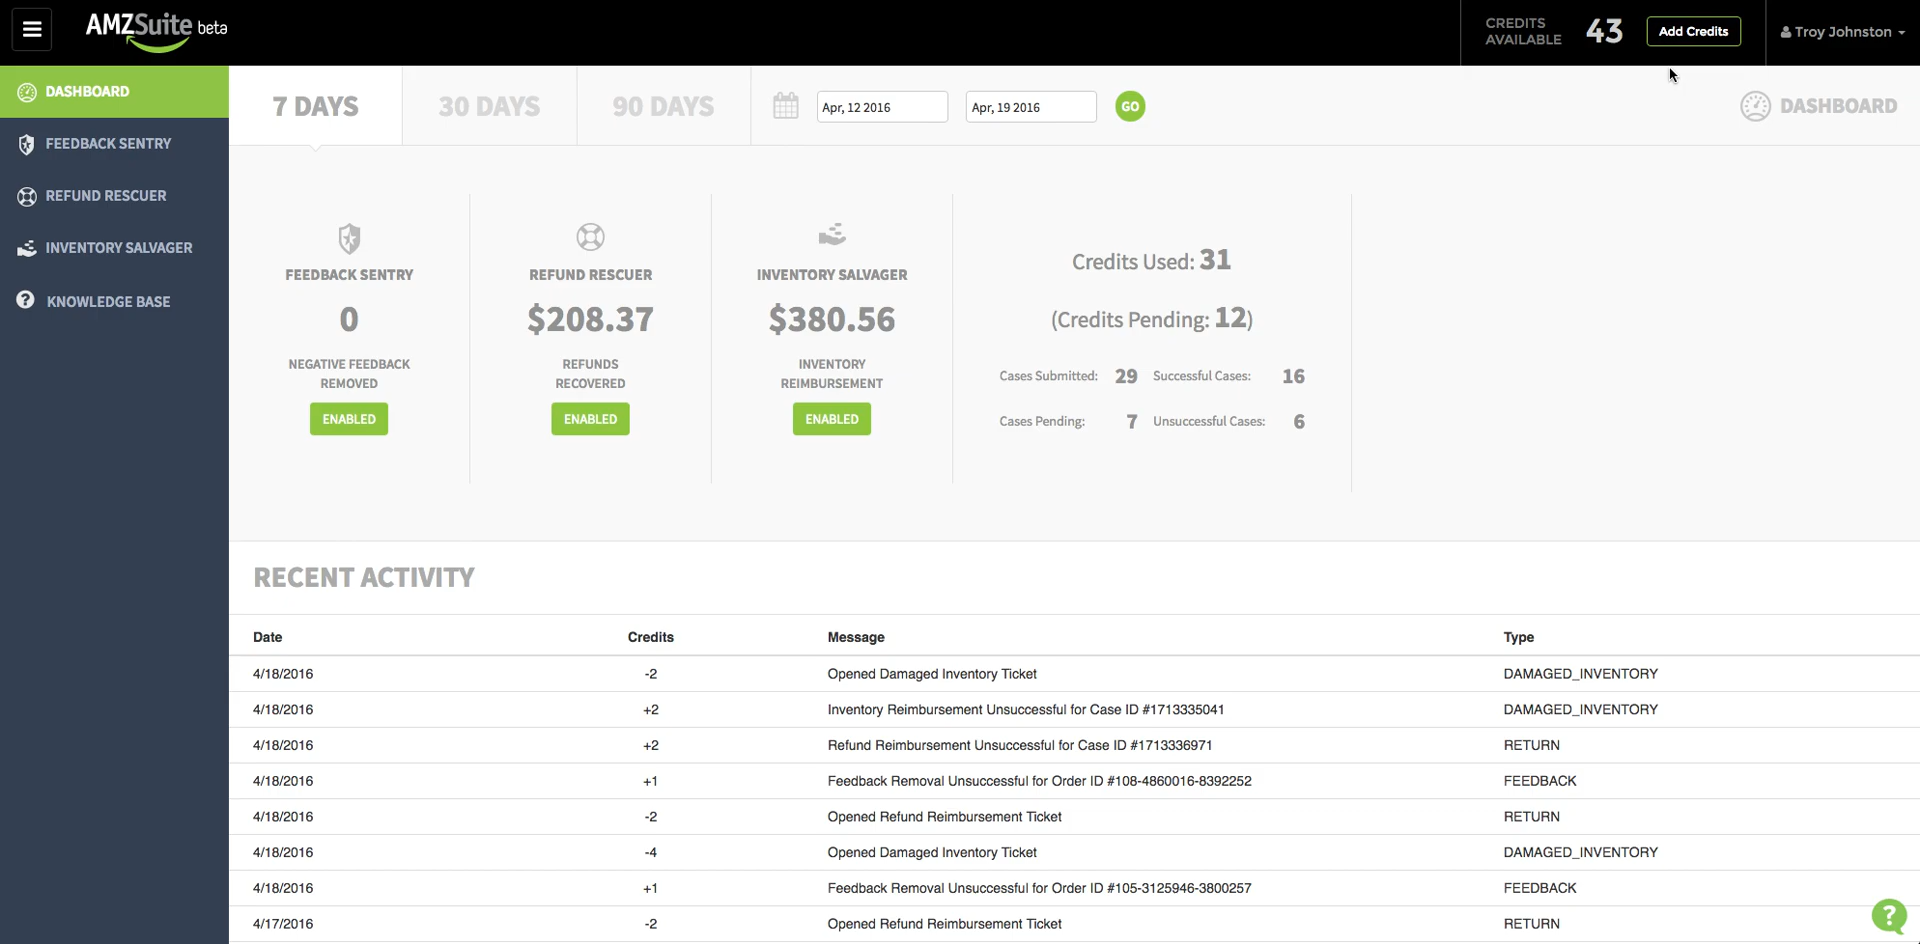 AMZSuite beta
CREDITS AVAILABLE 43 Add Credits Troy Johnston
DASHBOARD
FEEDBACK SENTRY
REFUND RESCUER
INVENTORY SALVAGER
KNOWLEDGE BASE
7 DAYS 30 DAYS 90 DAYS Apr, 12 2016 Apr, 19 2016 GO DASHBOARD
FEEDBACK SENTRY
0
NEGATIVE FEEDBACK
REMOVED
ENABLED
REFUND RESCUER
$208.37
REFUNDS
RECOVERED
ENABLED
INVENTORY SALVAGER
$380.56
INVENTORY
REIMBURSEMENT
ENABLED
Credits Used: 31
(Credits Pending: 12)
Cases Submitted: 29 Successful Cases: 16
Cases Pending: 7 Unsuccessful Cases: 6
RECENT ACTIVITY
Date Credits Message Type
4/18/2016 -2 Opened Damaged Inventory Ticket DAMAGED_INVENTORY
4/18/2016 +2 Inventory Reimbursement Unsuccessful for Case ID #1713335041 DAMAGED_INVENTORY
4/18/2016 +2 Refund Reimbursement Unsuccessful for Case ID #1713336971 RETURN
4/18/2016 +1 Feedback Removal Unsuccessful for Order ID #108-4860016-8392252 FEEDBACK
4/18/2016 -2 Opened Refund Reimbursement Ticket RETURN
4/18/2016 -4 Opened Damaged Inventory Ticket DAMAGED_INVENTORY
4/18/2016 +1 Feedback Removal Unsuccessful for Order ID #105-3125946-3800257 FEEDBACK
4/17/2016 -2 Opened Refund Reimbursement Ticket RETURN